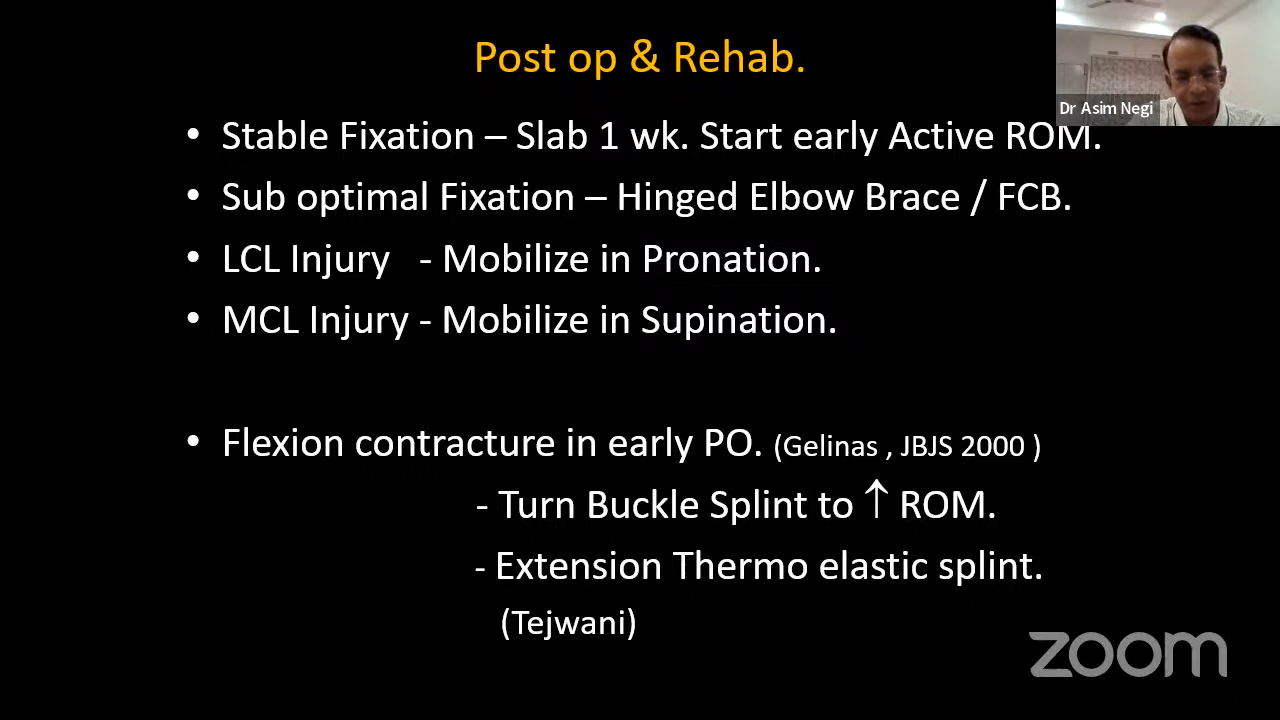 Post op & Rehab.
Dr Asim Negi
• Stable Fixation – Slab 1 wk. Start early Active ROM.
• Sub optimal Fixation – Hinged Elbow Brace / FCB.
• LCL Injury - Mobilize in Pronation.
• MCL Injury - Mobilize in Supination.
• Flexion contracture in early PO. (Gelinas , JBJS 2000 )
- Turn Buckle Splint to ↑ ROM.
- Extension Thermo elastic splint.
(Tejwani)
zoom